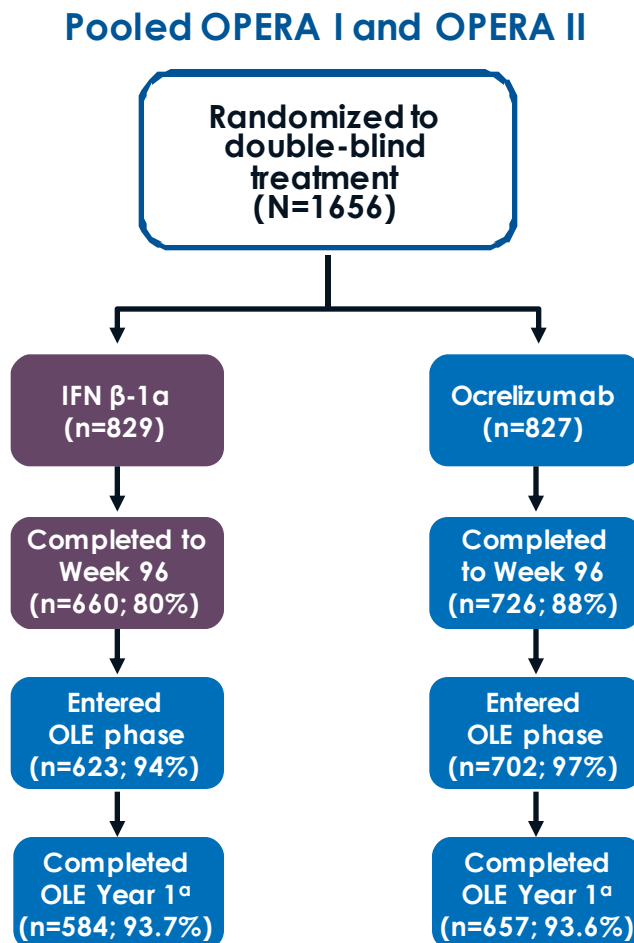 Pooled OPERA I and OPERA II
Randomized to
double-blind
treatment
(N=1656)
IFN β-1a
(n=829)
Ocrelizumab
(n=827)
Completed to
Week 96
(n=660; 80%)
Completed
to Week 96
(n=726; 88%)
Entered
OLE phase
(n=623; 94%)
Entered
OLE phase
(n=702; 97%)
Completed
OLE Year 1ᵃ
(n=584; 93.7%)
Completed
OLE Year 1ᵃ
(n=657; 93.6%)